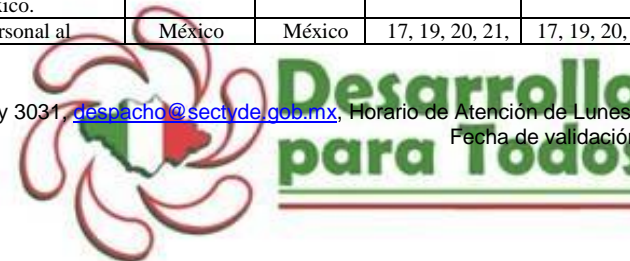 xico.
rsonal al México México 17, 19, 20, 21, 17, 19, 20,
Desarrollo
y 3031, despacho@sectyde.gob.mx, Horario de Atención de Lunes
Fecha de validación
para Todos